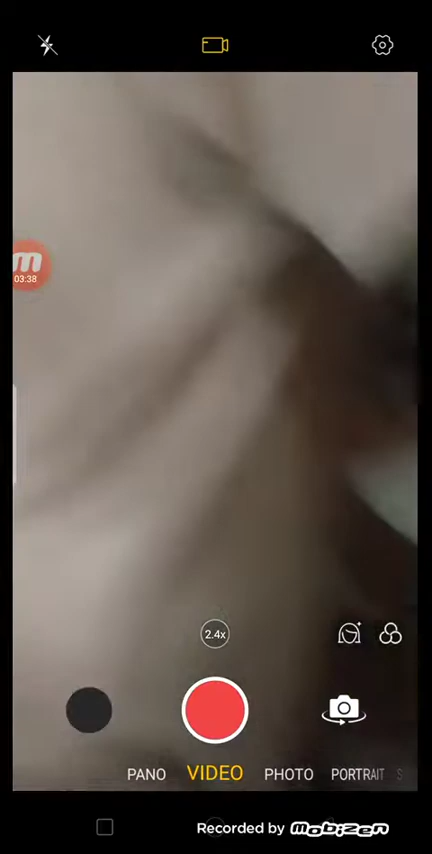 m
03:38
2.4x
PANO VIDEO PHOTO PORTRAIT S
Recorded by mobizen